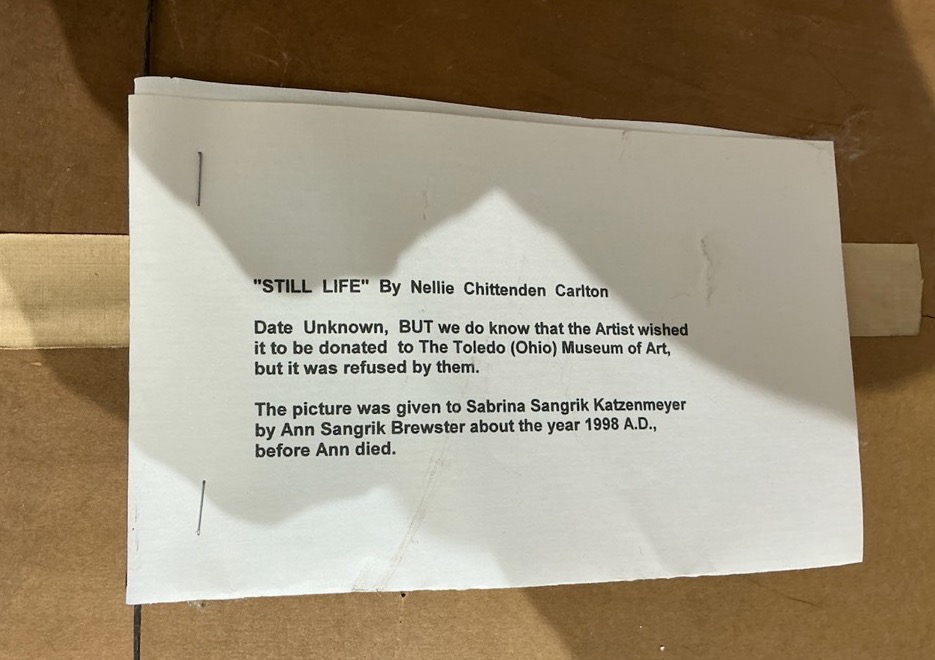 "STILL LIFE" By Nellie Chittenden Carlton
Date Unknown, BUT we do know that the Artist wished
it to be donated to The Toledo (Ohio) Museum of Art,
but it was refused by them.
The picture was given to Sabrina Sangrik Katzenmeyer
by Ann Sangrik Brewster about the year 1998 A.D.,
before Ann died.